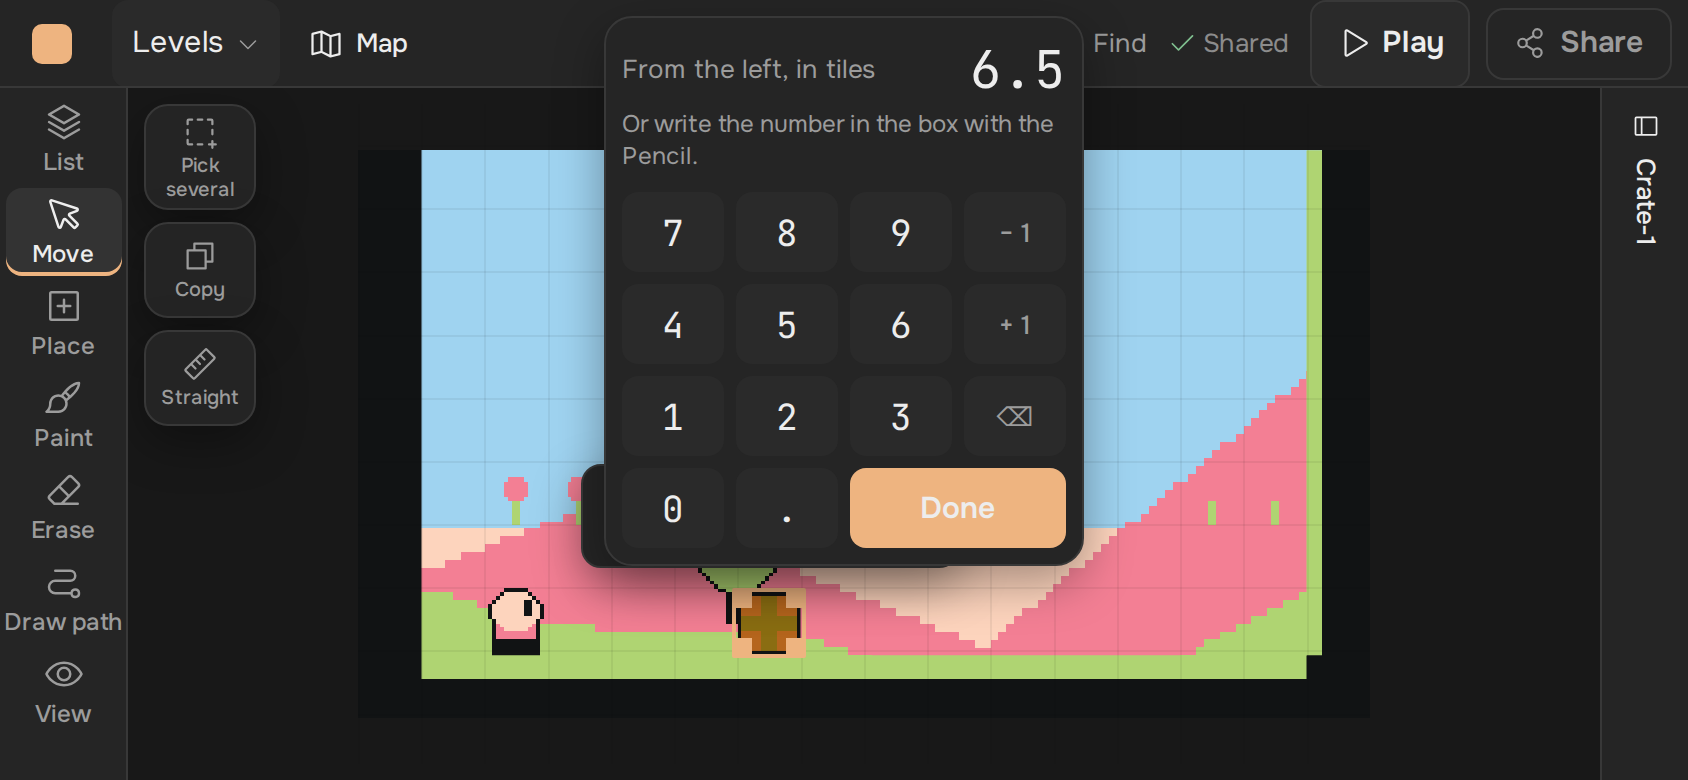 Levels
Map
Find
Shared
Play
Share
List
Move
Place
Paint
Erase
Draw path
View
Pick
several
Copy
Straight
From the left, in tiles
6.5
Or write the number in the box with the
Pencil.
7 8 9 − 1
4 5 6 + 1
1 2 3 ⌫
0 . Done
Crate-1